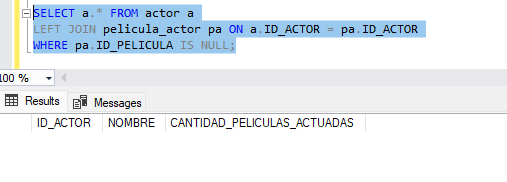 SELECT a.* FROM actor a
LEFT JOIN pelicula_actor pa ON a.ID_ACTOR = pa.ID_ACTOR
WHERE pa.ID_PELICULA IS NULL;
100 %
Results Messages
ID_ACTOR NOMBRE CANTIDAD_PELICULAS_ACTUADAS